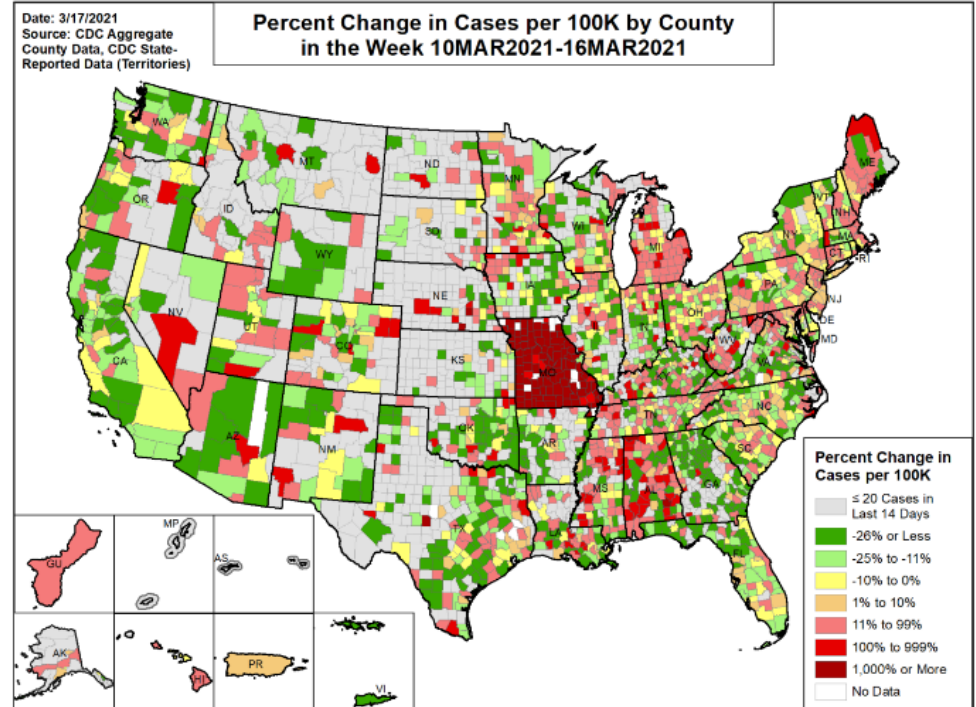 Date: 3/17/2021
Source: CDC Aggregate
County Data, CDC State-
Reported Data (Territories)
Percent Change in Cases per 100K by County
in the Week 10MAR2021-16MAR2021
WA
MT
ND
MN
ME
OR
ID
SD
WI
MI
VT
NH
NY
MA
CT
RI
WY
NE
IA
PA
NJ
NV
UT
CO
IL
IN
OH
DE
MD
WV
VA
CA
KS
MO
KY
AZ
NM
OK
AR
TN
NC
SC
MS
AL
GA
TX
LA
FL
Percent Change in
Cases per 100K
≤ 20 Cases in
Last 14 Days
-26% or Less
-25% to -11%
-10% to 0%
1% to 10%
11% to 99%
100% to 999%
1,000% or More
No Data
GU
MP
AS
AK
HI
PR
VI